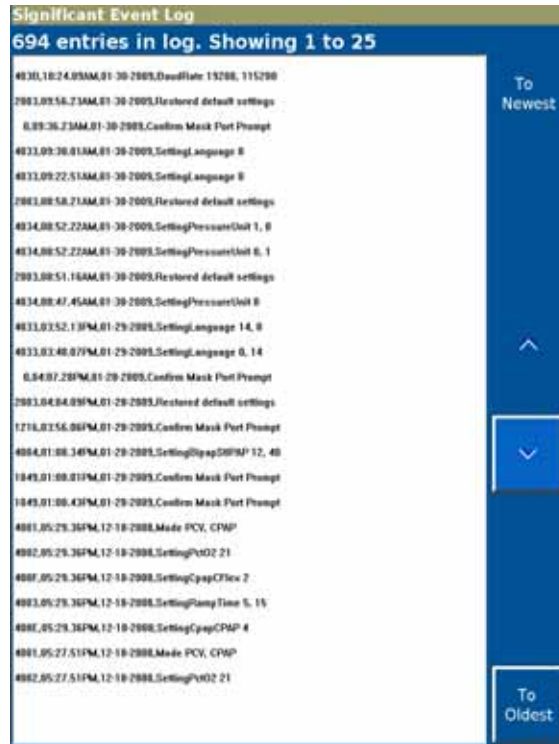 Significant Event Log
694 entries in log. Showing 1 to 25
403D,10:24.09AM,01-30-2009,BaudRate 19200, 115200
2003,09:56.23AM,01-30-2009,Restored default settings
0,09:36.23AM,01-30-2009,Confirm Mask Port Prompt
4033,09:30.01AM,01-30-2009,SettingLanguage 0
4033,09:22.51AM,01-30-2009,SettingLanguage 0
2003,08:58.21AM,01-30-2009,Restored default settings
4034,08:52.22AM,01-30-2009,SettingPressureUnit 1, 0
4034,08:52.22AM,01-30-2009,SettingPressureUnit 0, 1
2003,08:51.16AM,01-30-2009,Restored default settings
4034,08:47.45AM,01-30-2009,SettingPressureUnit 0
4033,03:52.13PM,01-29-2009,SettingLanguage 14, 0
4033,03:40.07PM,01-29-2009,SettingLanguage 0, 14
0,04:07.28PM,01-28-2009,Confirm Mask Port Prompt
2003,04:04.09PM,01-28-2009,Restored default settings
1216,03:56.06PM,01-28-2009,Confirm Mask Port Prompt
4004,01:08.34PM,01-28-2009, 12, 40
1049,01:08.01PM,01-28-2009,Confirm Mask Port Prompt
1049,01:00.43PM,01-28-2009,Confirm Mask Port Prompt
4001,05:29.36PM,12-18-2008,Mode PCV, CPAP
4002,05:29.36PM,12-18-2008,SettingPctO2 21
400F,05:29.36PM,12-18-2008,SettingCpapCFlex 2
4003,05:29.36PM,12-18-2008,SettingRampTime 5, 15
400E,05:29.36PM,12-18-2008,SettingCpapCPAP 4
4001,05:27.51PM,12-18-2008,Mode PCV, CPAP
4002,05:27.51PM,12-18-2008,SettingPctO2 21
To
Newest
To
Oldest